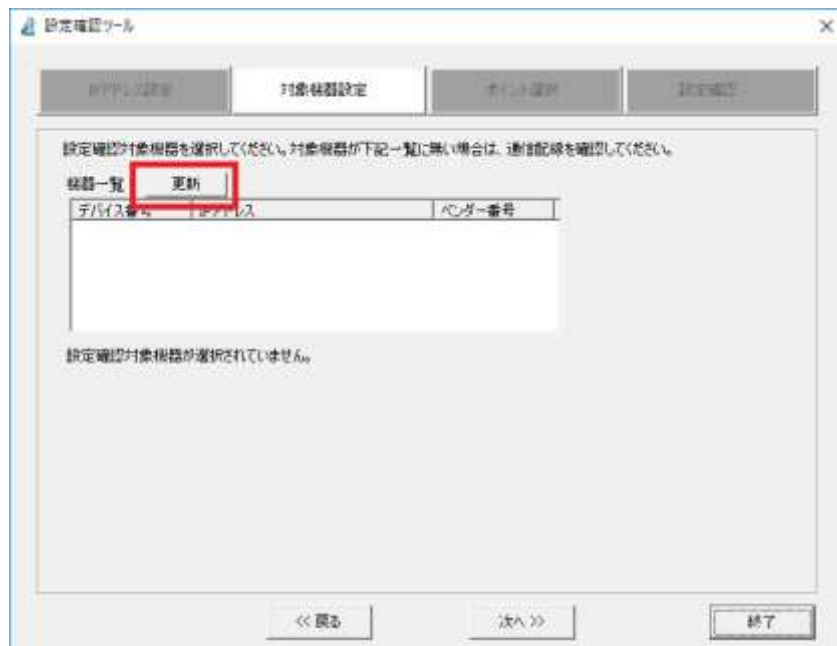 設定確認ツール
IPアドレス設定
対象機器設定
ポイント選択
設定確認
設定確認対象機器を選択してください。対象機器が下記一覧に無い場合は、通信配線を確認してください。
機器一覧 更新
デバイス番号 IPアドレス ベンダー番号
設定確認対象機器が選択されていません。
<< 戻る 次へ >> 終了